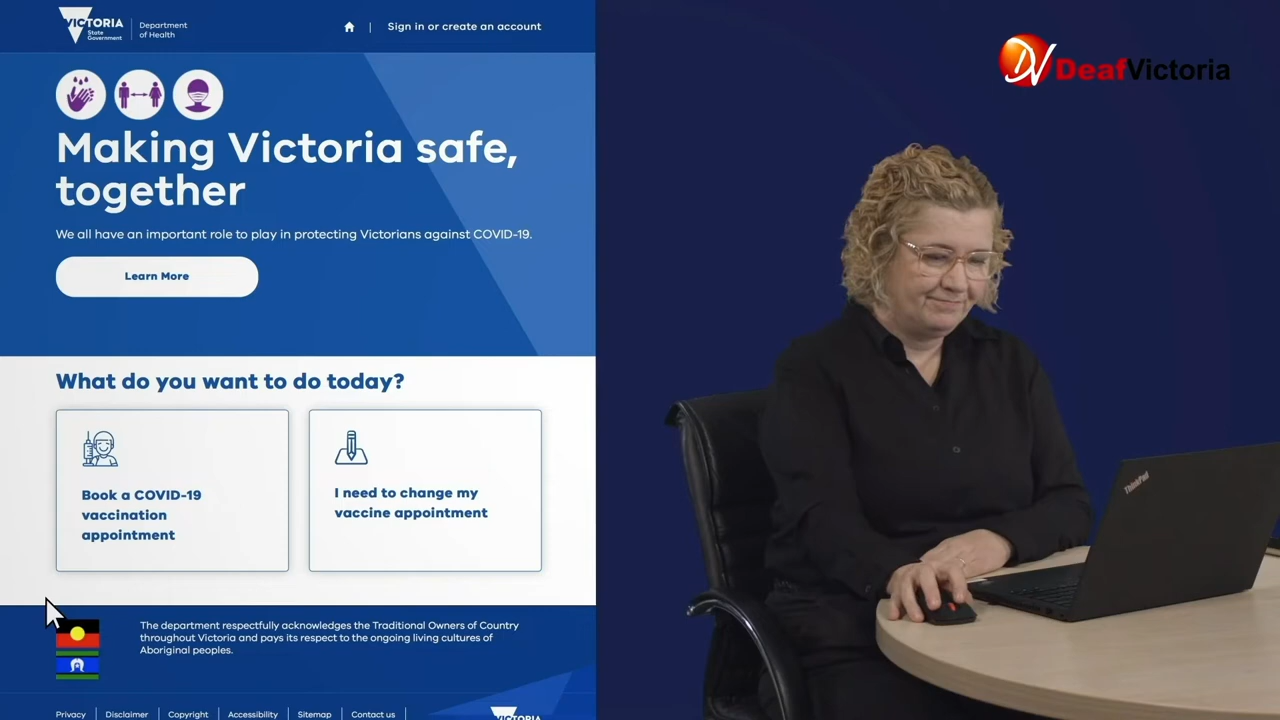 VICTORIA
State
Government
Department
of Health
Sign in or create an account
DeafVictoria
Making Victoria safe,
together
We all have an important role to play in protecting Victorians against COVID-19.
Learn More
What do you want to do today?
Book a COVID-19
vaccination
appointment
I need to change my
vaccine appointment
ThinkPad
The department respectfully acknowledges the Traditional Owners of Country
throughout Victoria and pays its respect to the ongoing living cultures of
Aboriginal peoples.
Privacy | Disclaimer | Copyright | Accessibility | Sitemap | Contact us |
VICTORIA